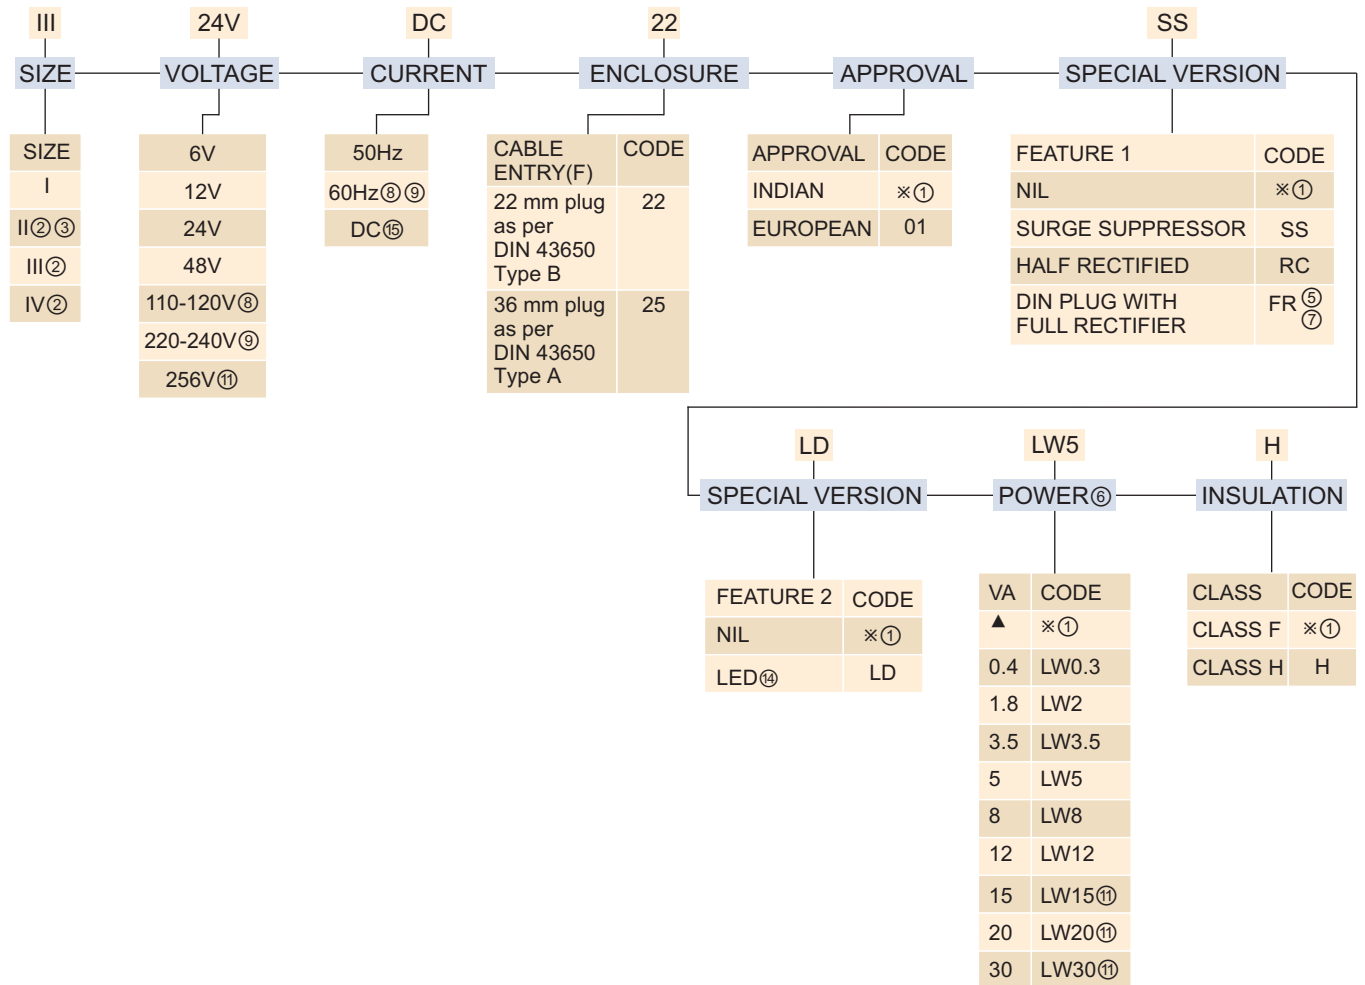 III 24V DC 22 SS
SIZE VOLTAGE CURRENT ENCLOSURE APPROVAL SPECIAL VERSION
SIZE
I
II②③
III②
IV②
6V
12V
24V
48V
110-120V⑧
220-240V⑨
256V⑪
50Hz
60Hz⑧⑨
DC⑮
CABLE ENTRY(F) CODE
22 mm plug 22
as per
DIN 43650
Type B
36 mm plug 25
as per
DIN 43650
Type A
APPROVAL CODE
INDIAN ※①
EUROPEAN 01
FEATURE 1 CODE
NIL ※①
SURGE SUPPRESSOR SS
HALF RECTIFIED RC
DIN PLUG WITH FR⑤
FULL RECTIFIER ⑦
LD LW5 H
SPECIAL VERSION POWER⑥ INSULATION
FEATURE 2 CODE
NIL ※①
LED⑭ LD
VA CODE
▲ ※①
0.4 LW0.3
1.8 LW2
3.5 LW3.5
5 LW5
8 LW8
12 LW12
15 LW15⑪
20 LW20⑪
30 LW30⑪
CLASS CODE
CLASS F ※①
CLASS H H